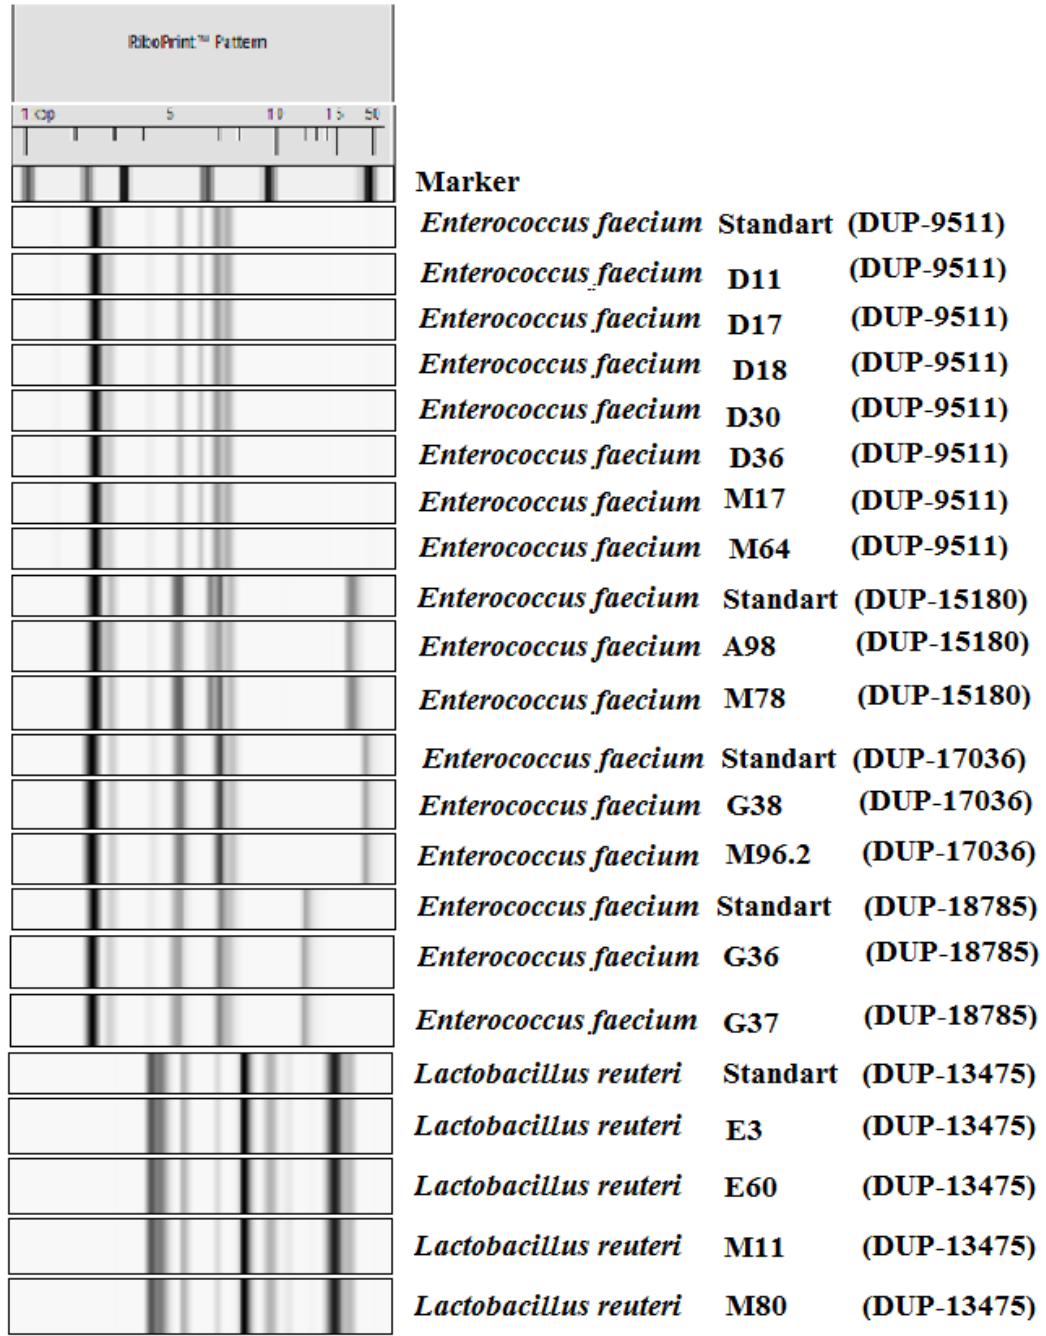 RiboPrint™ Pattern
1 kbp 5 10 15 50
Marker
Enterococcus faecium Standart (DUP-9511)
Enterococcus faecium D11 (DUP-9511)
Enterococcus faecium D17 (DUP-9511)
Enterococcus faecium D18 (DUP-9511)
Enterococcus faecium D30 (DUP-9511)
Enterococcus faecium D36 (DUP-9511)
Enterococcus faecium M17 (DUP-9511)
Enterococcus faecium M64 (DUP-9511)
Enterococcus faecium Standart (DUP-15180)
Enterococcus faecium A98 (DUP-15180)
Enterococcus faecium M78 (DUP-15180)
Enterococcus faecium Standart (DUP-17036)
Enterococcus faecium G38 (DUP-17036)
Enterococcus faecium M96.2 (DUP-17036)
Enterococcus faecium Standart (DUP-18785)
Enterococcus faecium G36 (DUP-18785)
Enterococcus faecium G37 (DUP-18785)
Lactobacillus reuteri Standart (DUP-13475)
Lactobacillus reuteri E3 (DUP-13475)
Lactobacillus reuteri E60 (DUP-13475)
Lactobacillus reuteri M11 (DUP-13475)
Lactobacillus reuteri M80 (DUP-13475)